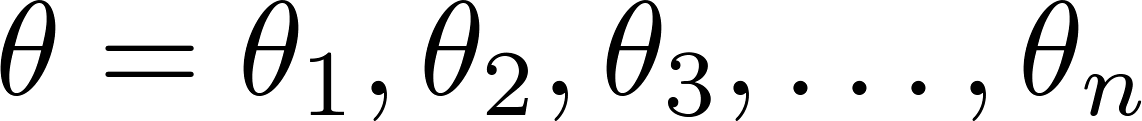 θ = θ₁, θ₂, θ₃, . . . , θₙ